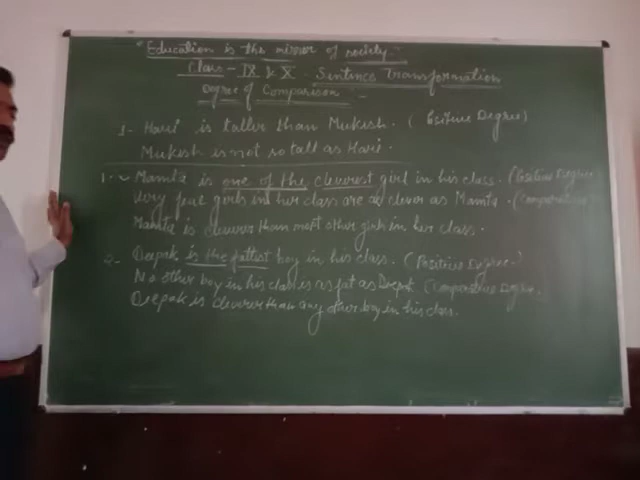 "Education is the mirror of society."
Class - IX & X. Sentence Transformation
Degree of Comparison -
1- Hari is taller than Mukesh. (Positive Degree)
Mukesh is not so tall as Hari.
1. Mamta is one of the cleverest girl in his class. (Positive Degree
Very few girls in her class are as clever as Mamta. (Comparative
Mamta is cleverer than most other girls in her class.
2- Deepak is the fattest boy in his class. (Positive Degree-)
No other boy in his class is as fat as Deepak (Comparative Degree.
Deepak is cleverer than any other boy in his class.